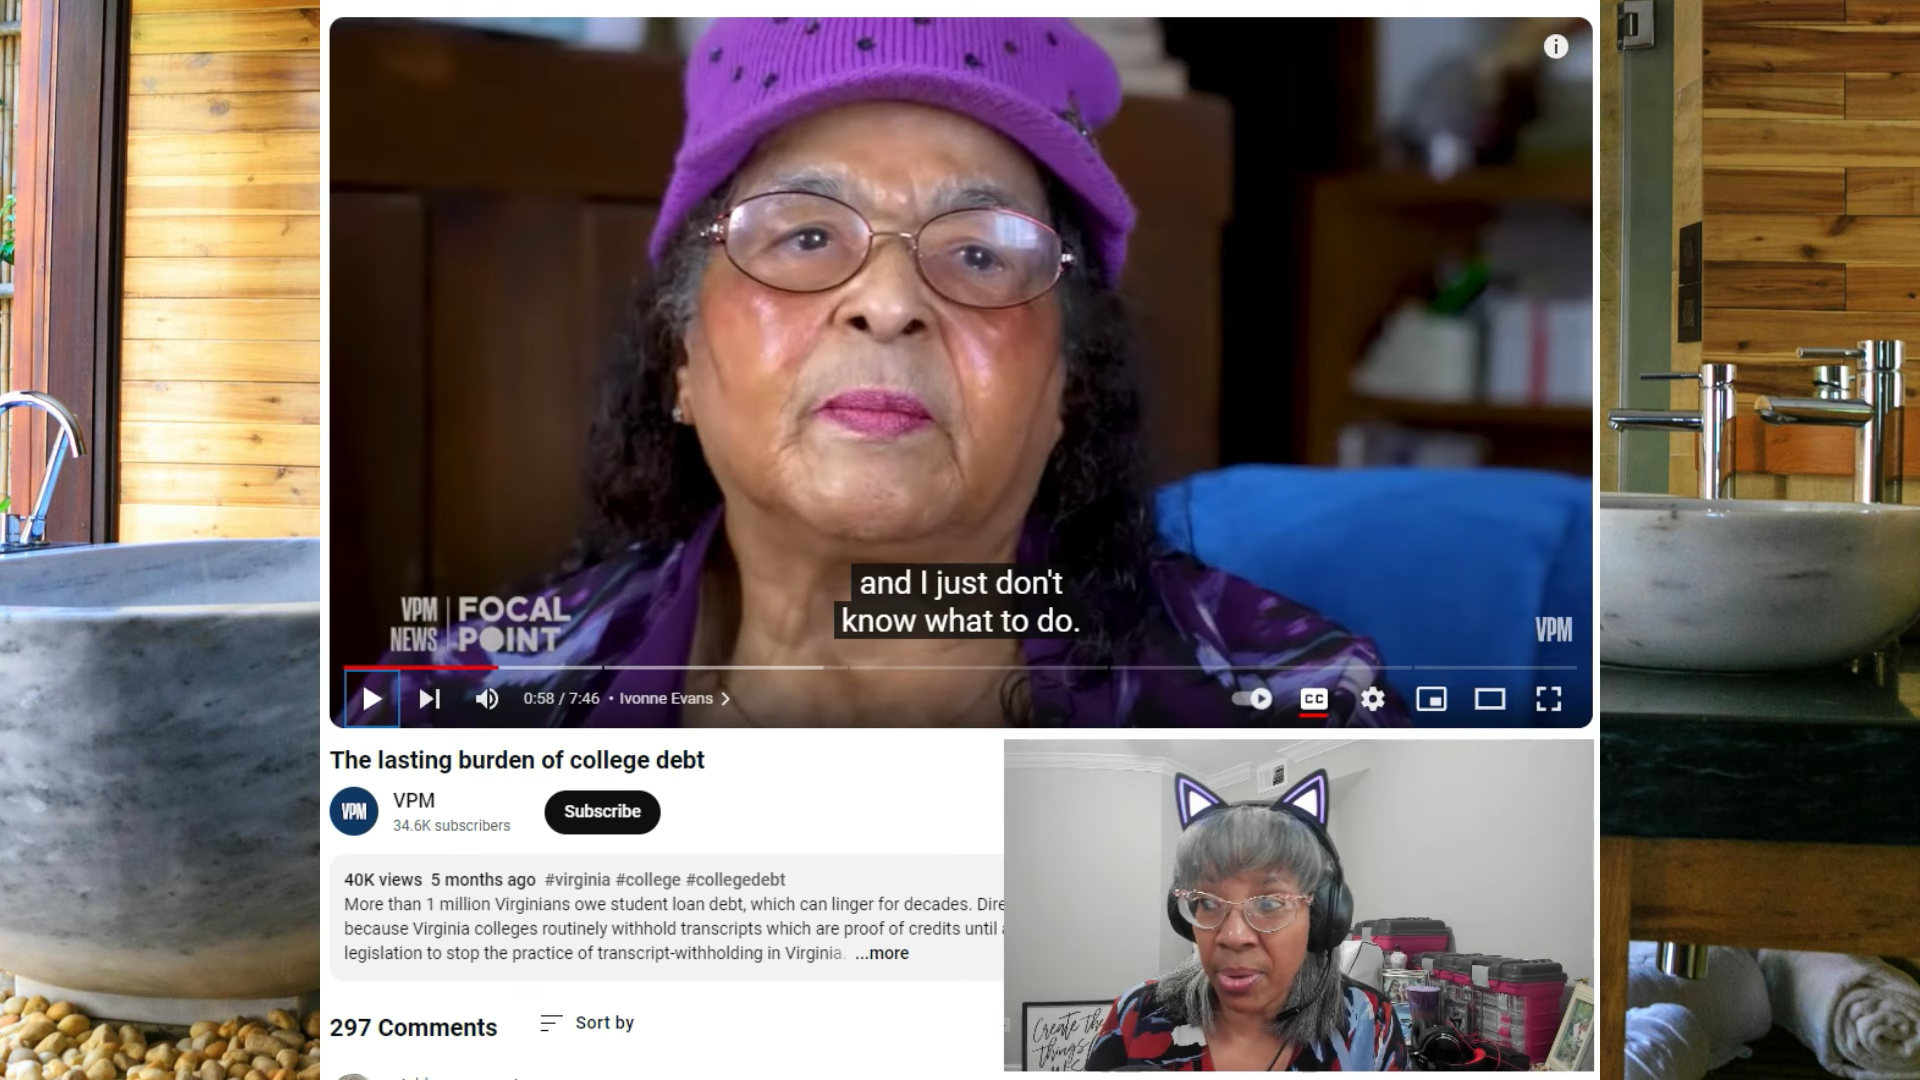 and I just don't
know what to do.
VPM
NEWS
FOCAL
POINT
VPM
0:58 / 7:46 • Ivonne Evans
CC
The lasting burden of college debt
VPM
VPM
34.6K subscribers
Subscribe
40K views 5 months ago #virginia #college #collegedebt
More than 1 million Virginians owe student loan debt, which can linger for decades. Dire
because Virginia colleges routinely withhold transcripts which are proof of credits until
legislation to stop the practice of transcript-withholding in Virginia. ...more
297 Comments
Sort by
Create the
things